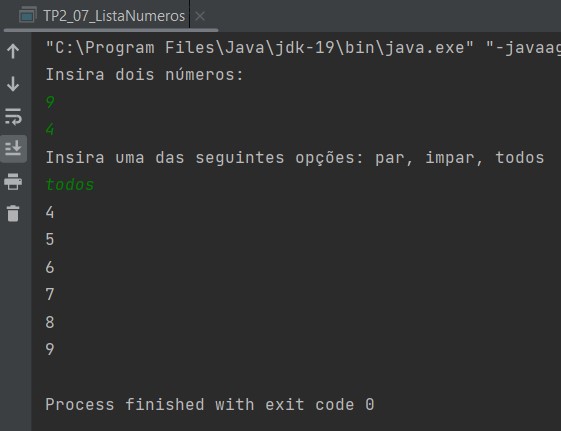 TP2_07_ListaNumeros
"C:\Program Files\Java\jdk-19\bin\java.exe" "-javaag
Insira dois números:
9
4
Insira uma das seguintes opções: par, impar, todos
todos
4
5
6
7
8
9
Process finished with exit code 0